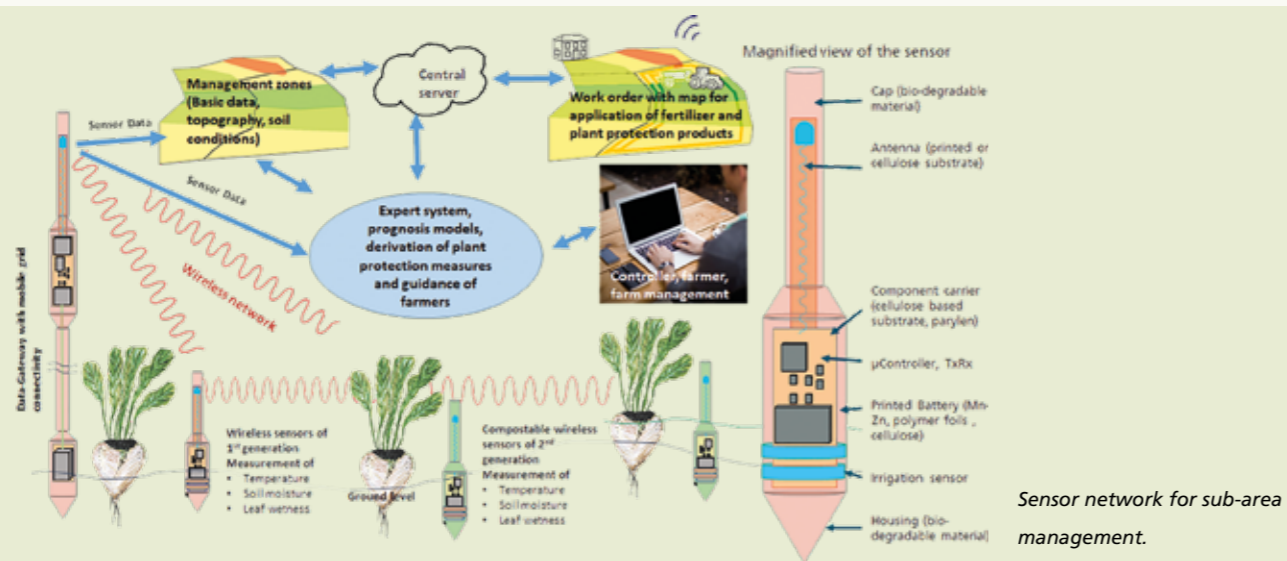 Magnified view of the sensor
Central
server
Management zones
(Basic data,
topography, soil
conditions)
Work order with map for
application of fertilizer and
plant protection products
Cap (bio-degradable
material)
Antenna (printed or
cellulose substrate)
Sensor Data
Sensor Data
Expert system,
prognosis models,
derivation of plant
protection measures
and guidance of
farmers
Controller, farmer,
farm management
Wireless network
Data-Gateway with mobile grid
connectivity
Component carrier
(cellulose based
substrate, parylen)
µController, TxRx
Printed Battery (Mn-
Zn, polymer foils ,
cellulose)
Irrigation sensor
Housing (bio-
degradable material)
Wireless sensors of
1st generation
Measurement of
• Temperature
• Soil moisture
• Leaf wetness
Ground level
Compostable wireless
sensors of 2nd
generation
Measurement of
• Temperature
• Soil moisture
• Leaf wetness
Sensor network for sub-area
management.